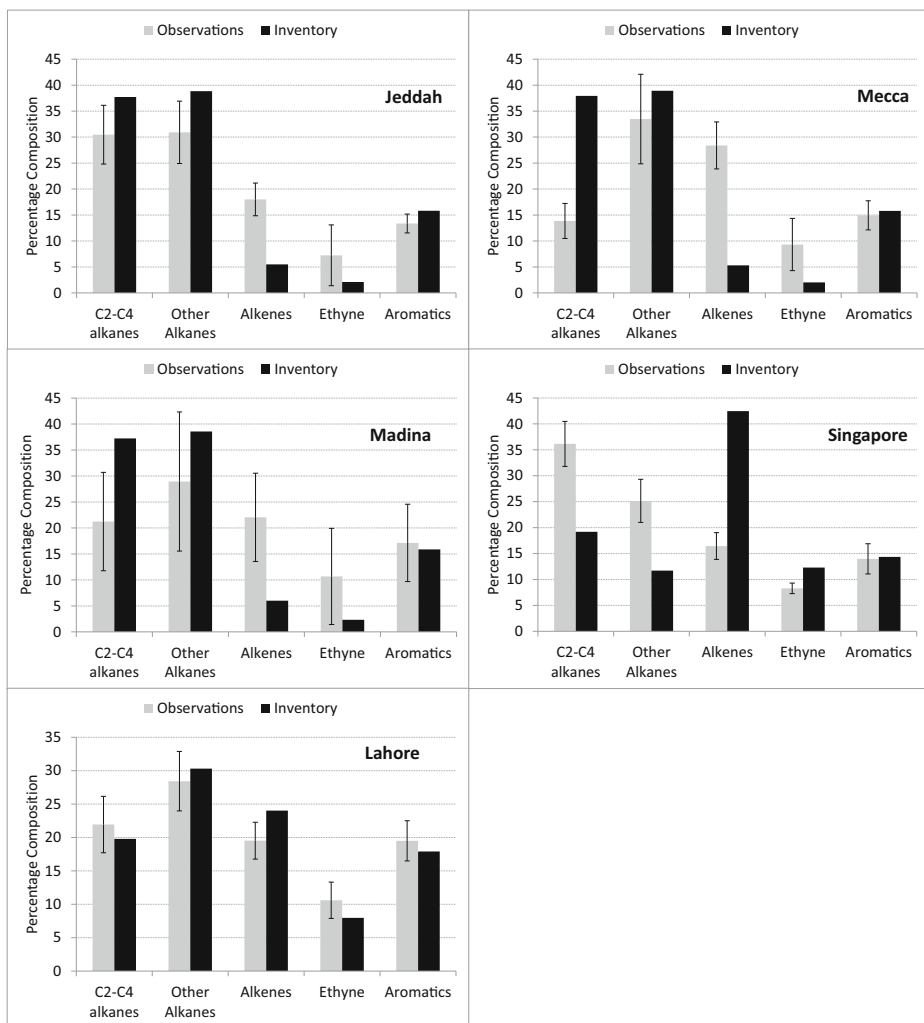 Observations Inventory
Percentage Composition
45
40
35
30
25
20
15
10
5
0
Jeddah
C2-C4 alkanes
Other Alkanes
Alkenes
Ethyne
Aromatics
Observations Inventory
Percentage Composition
45
40
35
30
25
20
15
10
5
0
Mecca
C2-C4 alkanes
Other Alkanes
Alkenes
Ethyne
Aromatics
Observations Inventory
Percentage Composition
45
40
35
30
25
20
15
10
5
0
Madina
C2-C4 alkanes
Other Alkanes
Alkenes
Ethyne
Aromatics
Observations Inventory
Percentage Composition
45
40
35
30
25
20
15
10
5
0
Singapore
C2-C4 alkanes
Other Alkanes
Alkenes
Ethyne
Aromatics
Observations Inventory
Percentage Composition
35
30
25
20
15
10
5
0
Lahore
C2-C4 alkanes
Other Alkanes
Alkenes
Ethyne
Aromatics